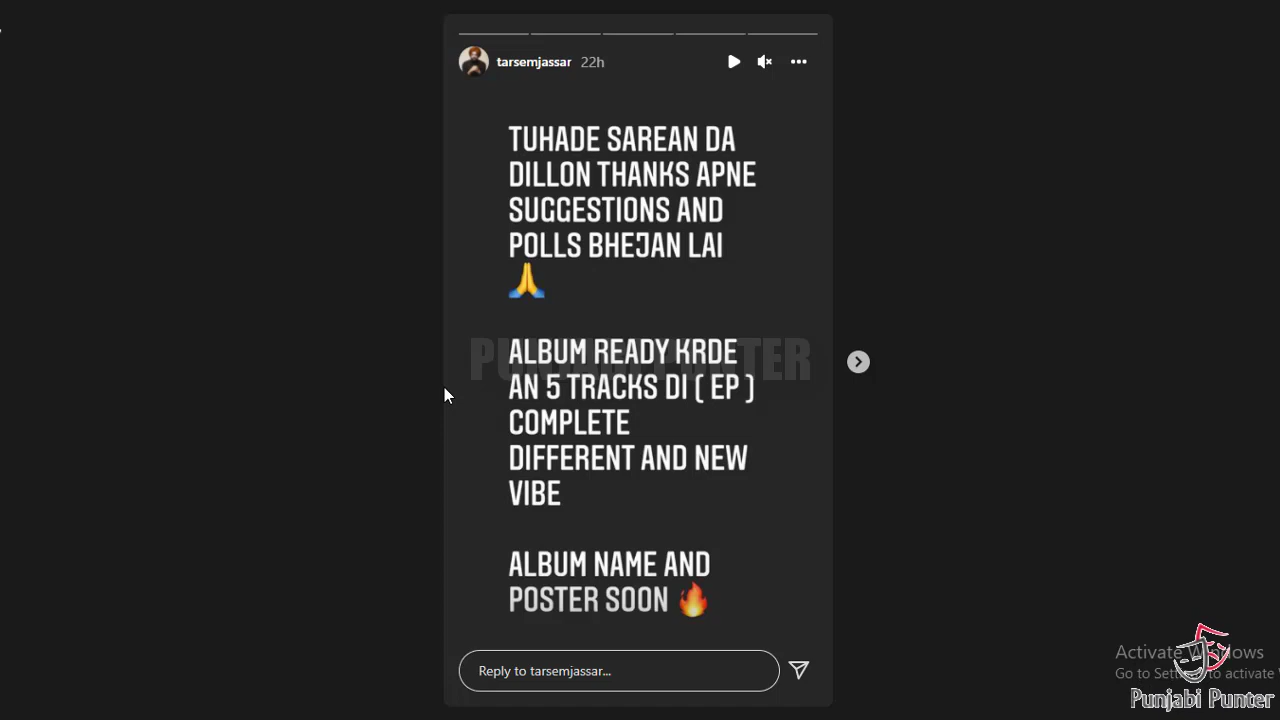 tarsemjassar 22h
TUHADE SAREAN DA
DILLON THANKS APNE
SUGGESTIONS AND
POLLS BHEJAN LAI
🙏
PUNJABI PUNTER
ALBUM READY KRDE
AN 5 TRACKS DI ( EP )
COMPLETE
DIFFERENT AND NEW
VIBE
ALBUM NAME AND
POSTER SOON 🔥
Reply to tarsemjassar...
Activate Windows
Go to Settings to activate
Punjabi Punter